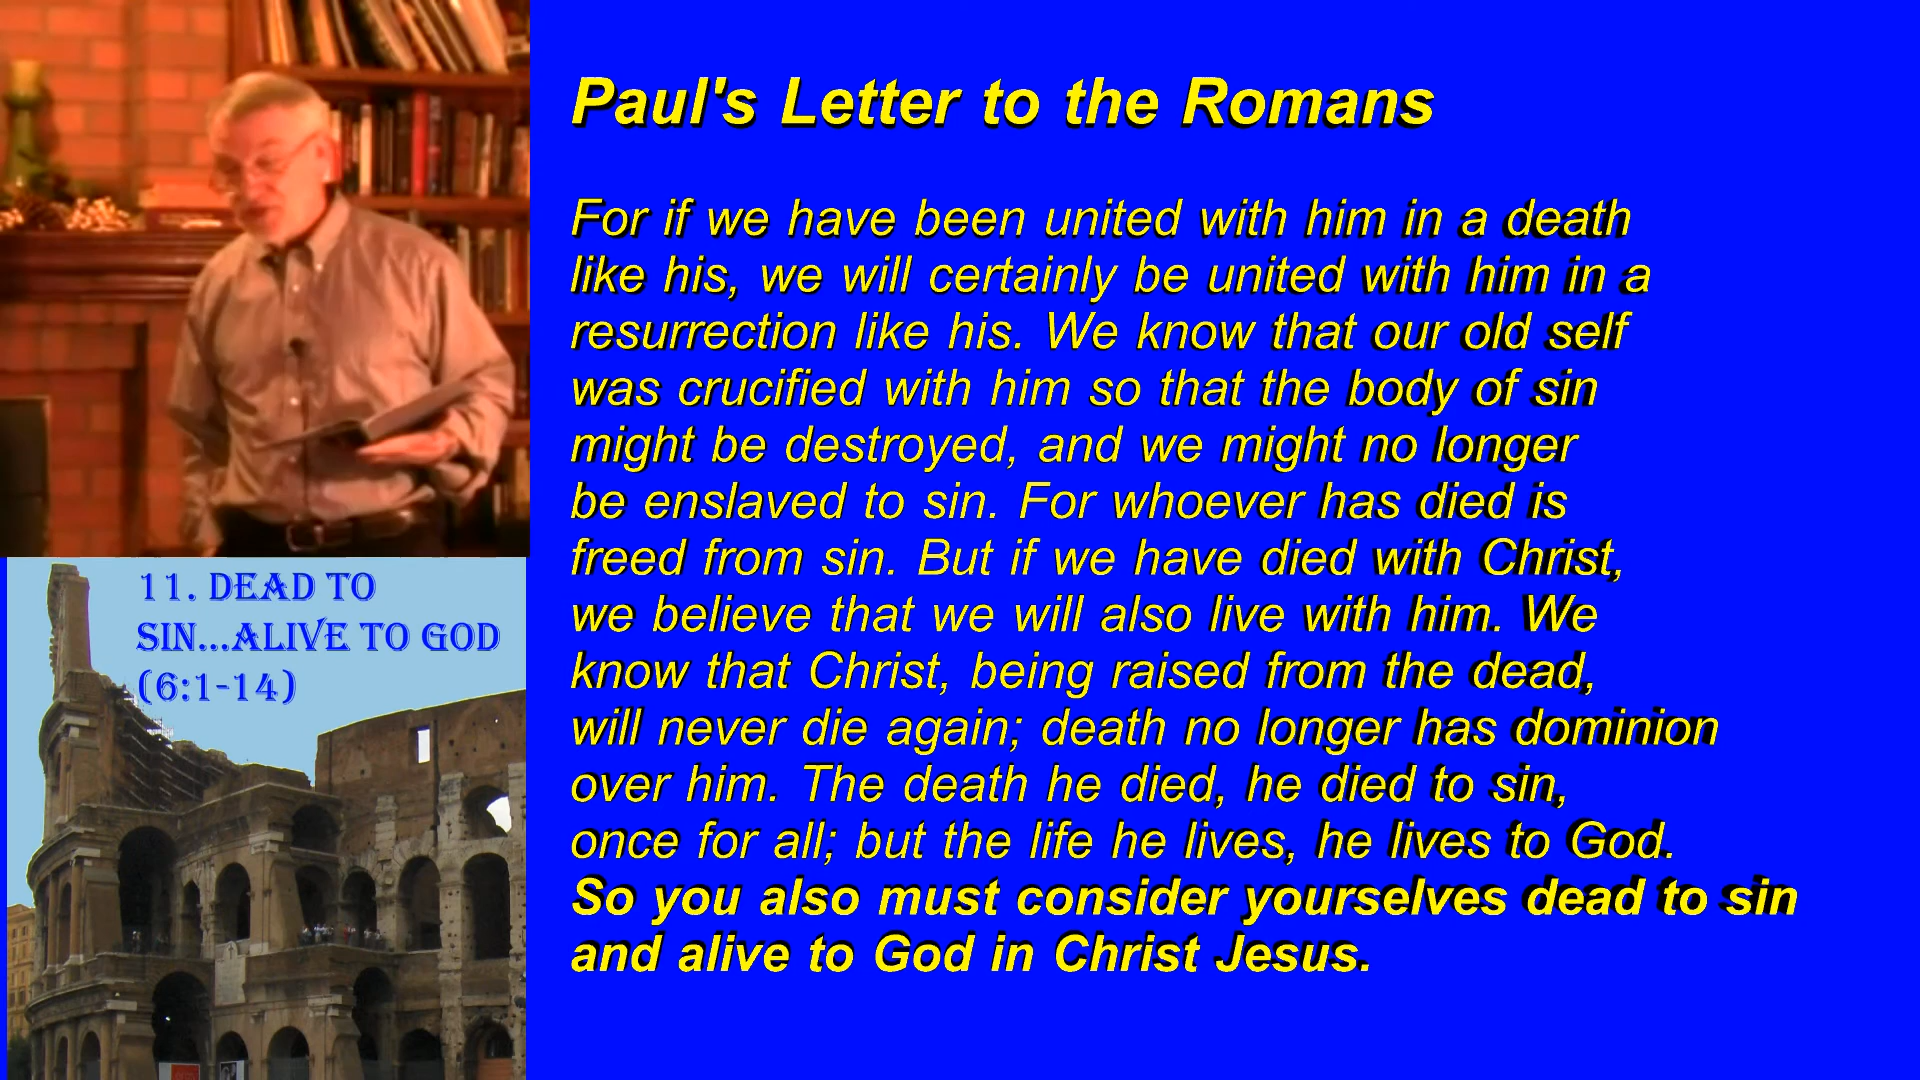 Paul's Letter to the Romans
For if we have been united with him in a death
like his, we will certainly be united with him in a
resurrection like his. We know that our old self
was crucified with him so that the body of sin
might be destroyed, and we might no longer
be enslaved to sin. For whoever has died is
freed from sin. But if we have died with Christ,
we believe that we will also live with him. We
know that Christ, being raised from the dead,
will never die again; death no longer has dominion
over him. The death he died, he died to sin,
once for all; but the life he lives, he lives to God.
So you also must consider yourselves dead to sin
and alive to God in Christ Jesus.
11. DEAD TO
SIN...ALIVE TO GOD
(6:1-14)